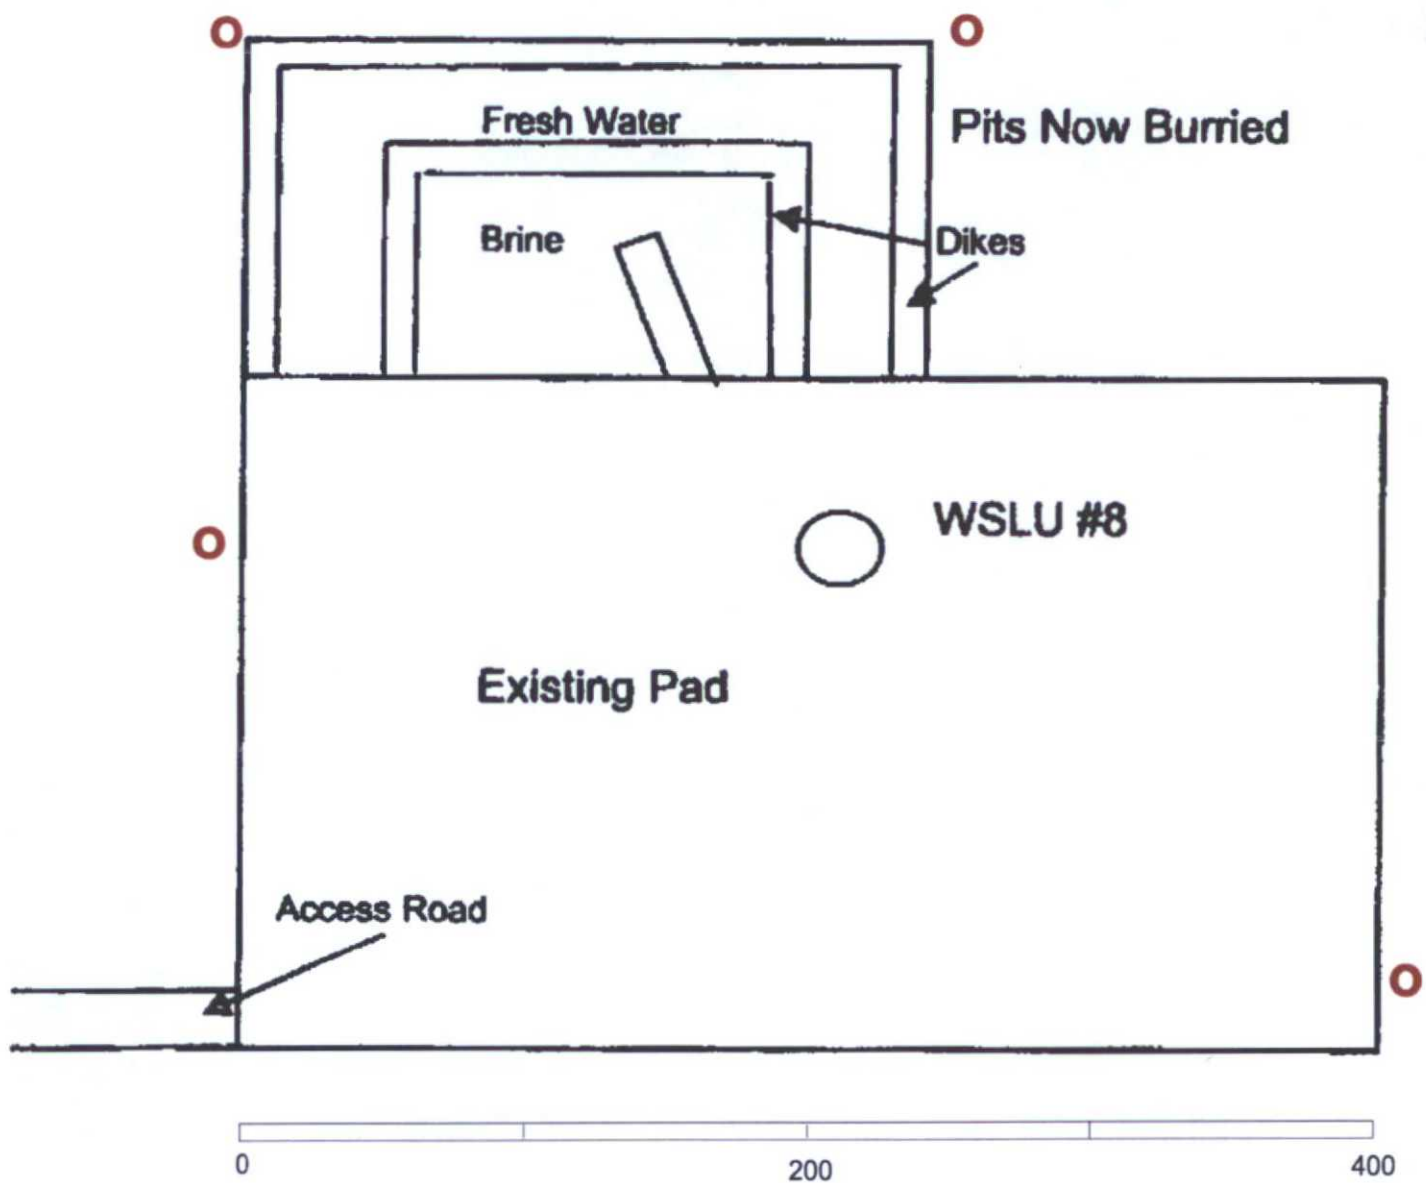 O
O
Fresh Water
Pits Now Burried
Brine
Dikes
O
WSLU #8
Existing Pad
Access Road
O
0
200
400